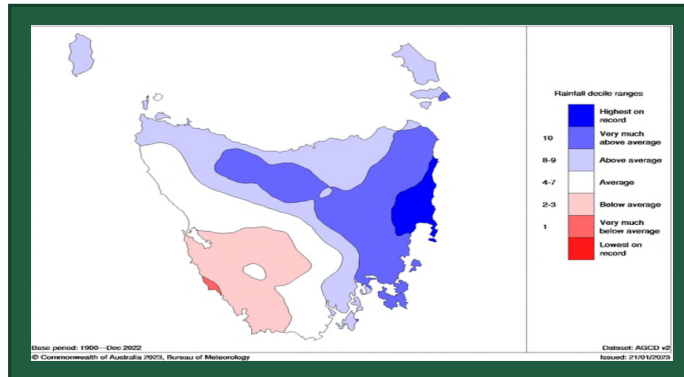 Rainfall decile ranges
Highest on
record
10
Very much
above average
8-9
Above average
4-7
Average
2-3
Below average
1
Very much
below average
Lowest on
record
Base period: 1900—Dec 2022
Dataset: AGCD v2
© Commonwealth of Australia 2023, Bureau of Meteorology
Issued: 21/01/2023